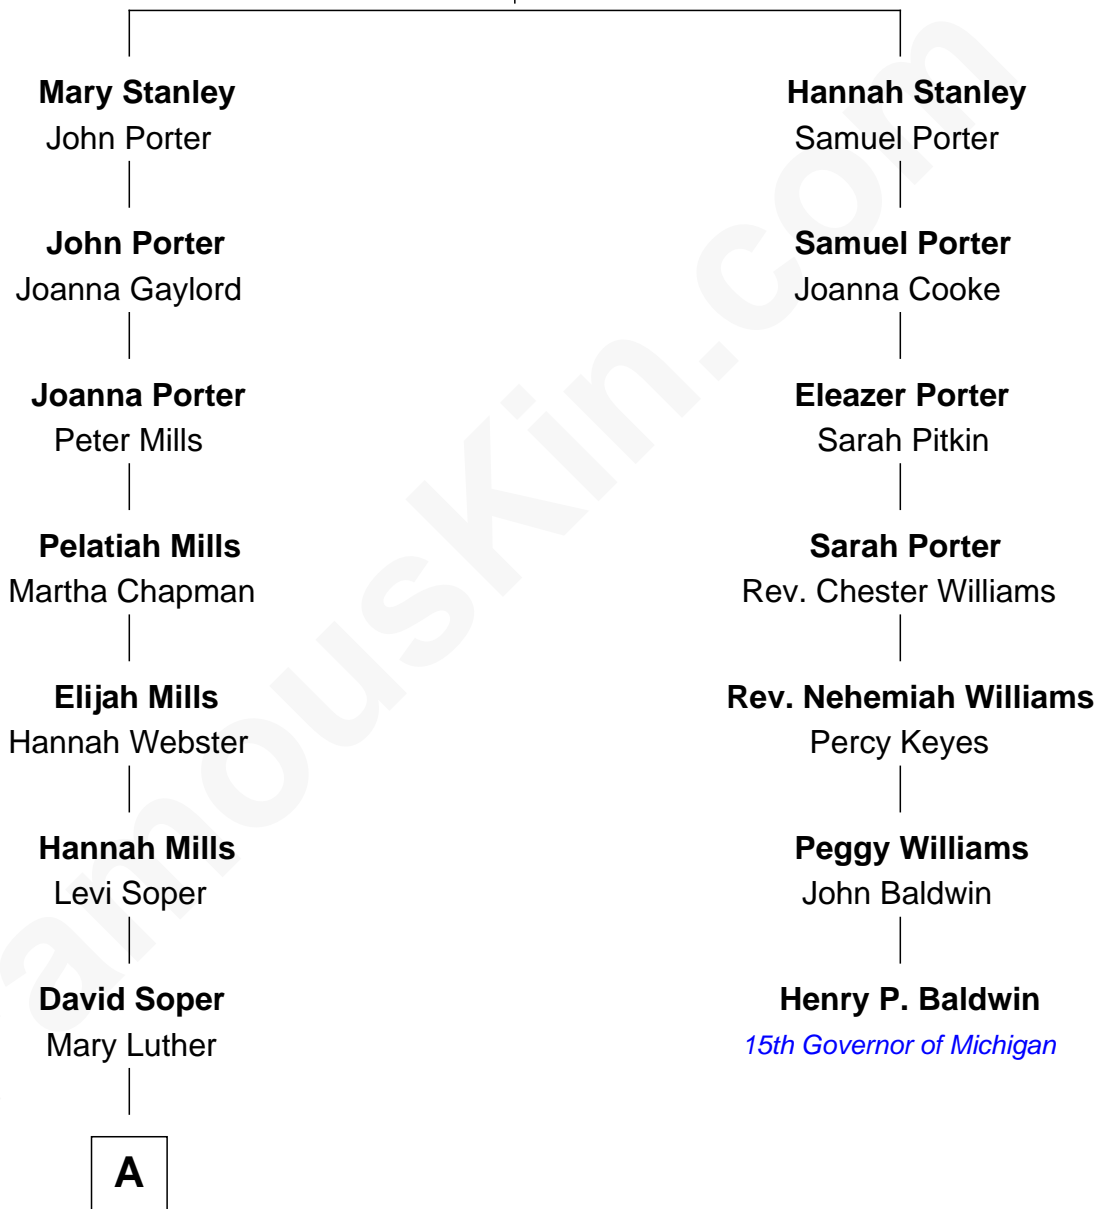 Mary Stanley
John Porter
John Porter
Joanna Gaylord
Joanna Porter
Peter Mills
Pelatiah Mills
Martha Chapman
Elijah Mills
Hannah Webster
Hannah Mills
Levi Soper
David Soper
Mary Luther
A
Hannah Stanley
Samuel Porter
Samuel Porter
Joanna Cooke
Eleazer Porter
Sarah Pitkin
Sarah Porter
Rev. Chester Williams
Rev. Nehemiah Williams
Percy Keyes
Peggy Williams
John Baldwin
Henry P. Baldwin
15th Governor of Michigan
amouskin.com